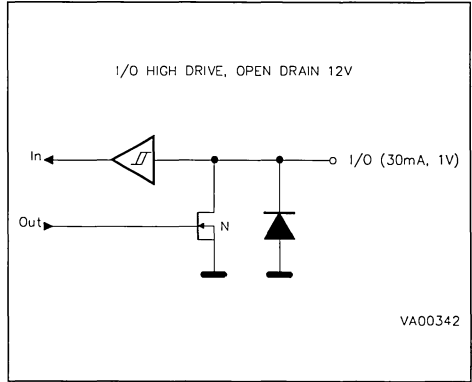 I/O HIGH DRIVE, OPEN DRAIN 12V
In
I/O (30mA, 1V)
Out
N
VA00342